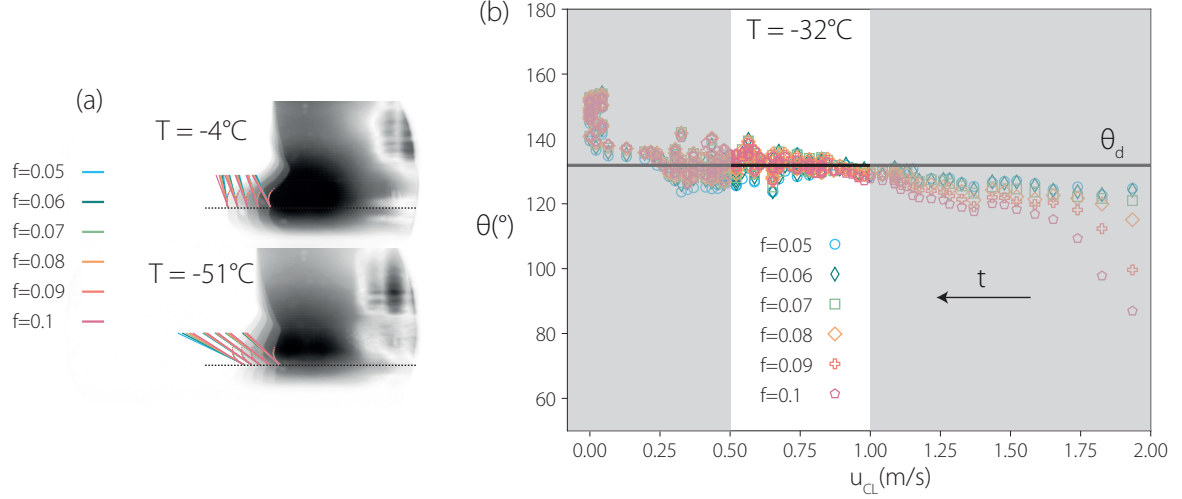 (a)
T = -4°C
f=0.05
f=0.06
f=0.07
f=0.08
f=0.09
f=0.1
T = -51°C
(b)
T = -32°C
θ_d
θ(°)
180
160
140
120
100
80
60
f=0.05
f=0.06
f=0.07
f=0.08
f=0.09
f=0.1
t
0.00 0.25 0.50 0.75 1.00 1.25 1.50 1.75 2.00
u_CL(m/s)